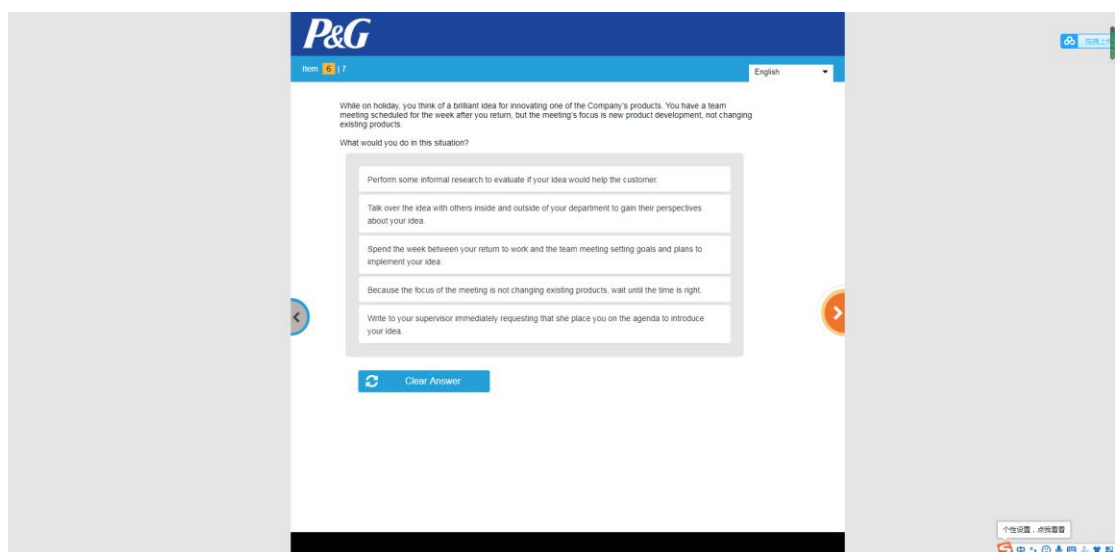 P&G
Item 6 | 7
English
While on holiday, you think of a brilliant idea for innovating one of the Company's products. You have a team
meeting scheduled for the week after you return, but the meeting's focus is new product development, not changing
existing products.
What would you do in this situation?
Perform some informal research to evaluate if your idea would help the customer.
Talk over the idea with others inside and outside of your department to gain their perspectives
about your idea.
Spend the week between your return to work and the team meeting setting goals and plans to
implement your idea.
Because the focus of the meeting is not changing existing products, wait until the time is right.
Write to your supervisor immediately requesting that she place you on the agenda to introduce
your idea.
Clear Answer
个性设置，点我看看
中